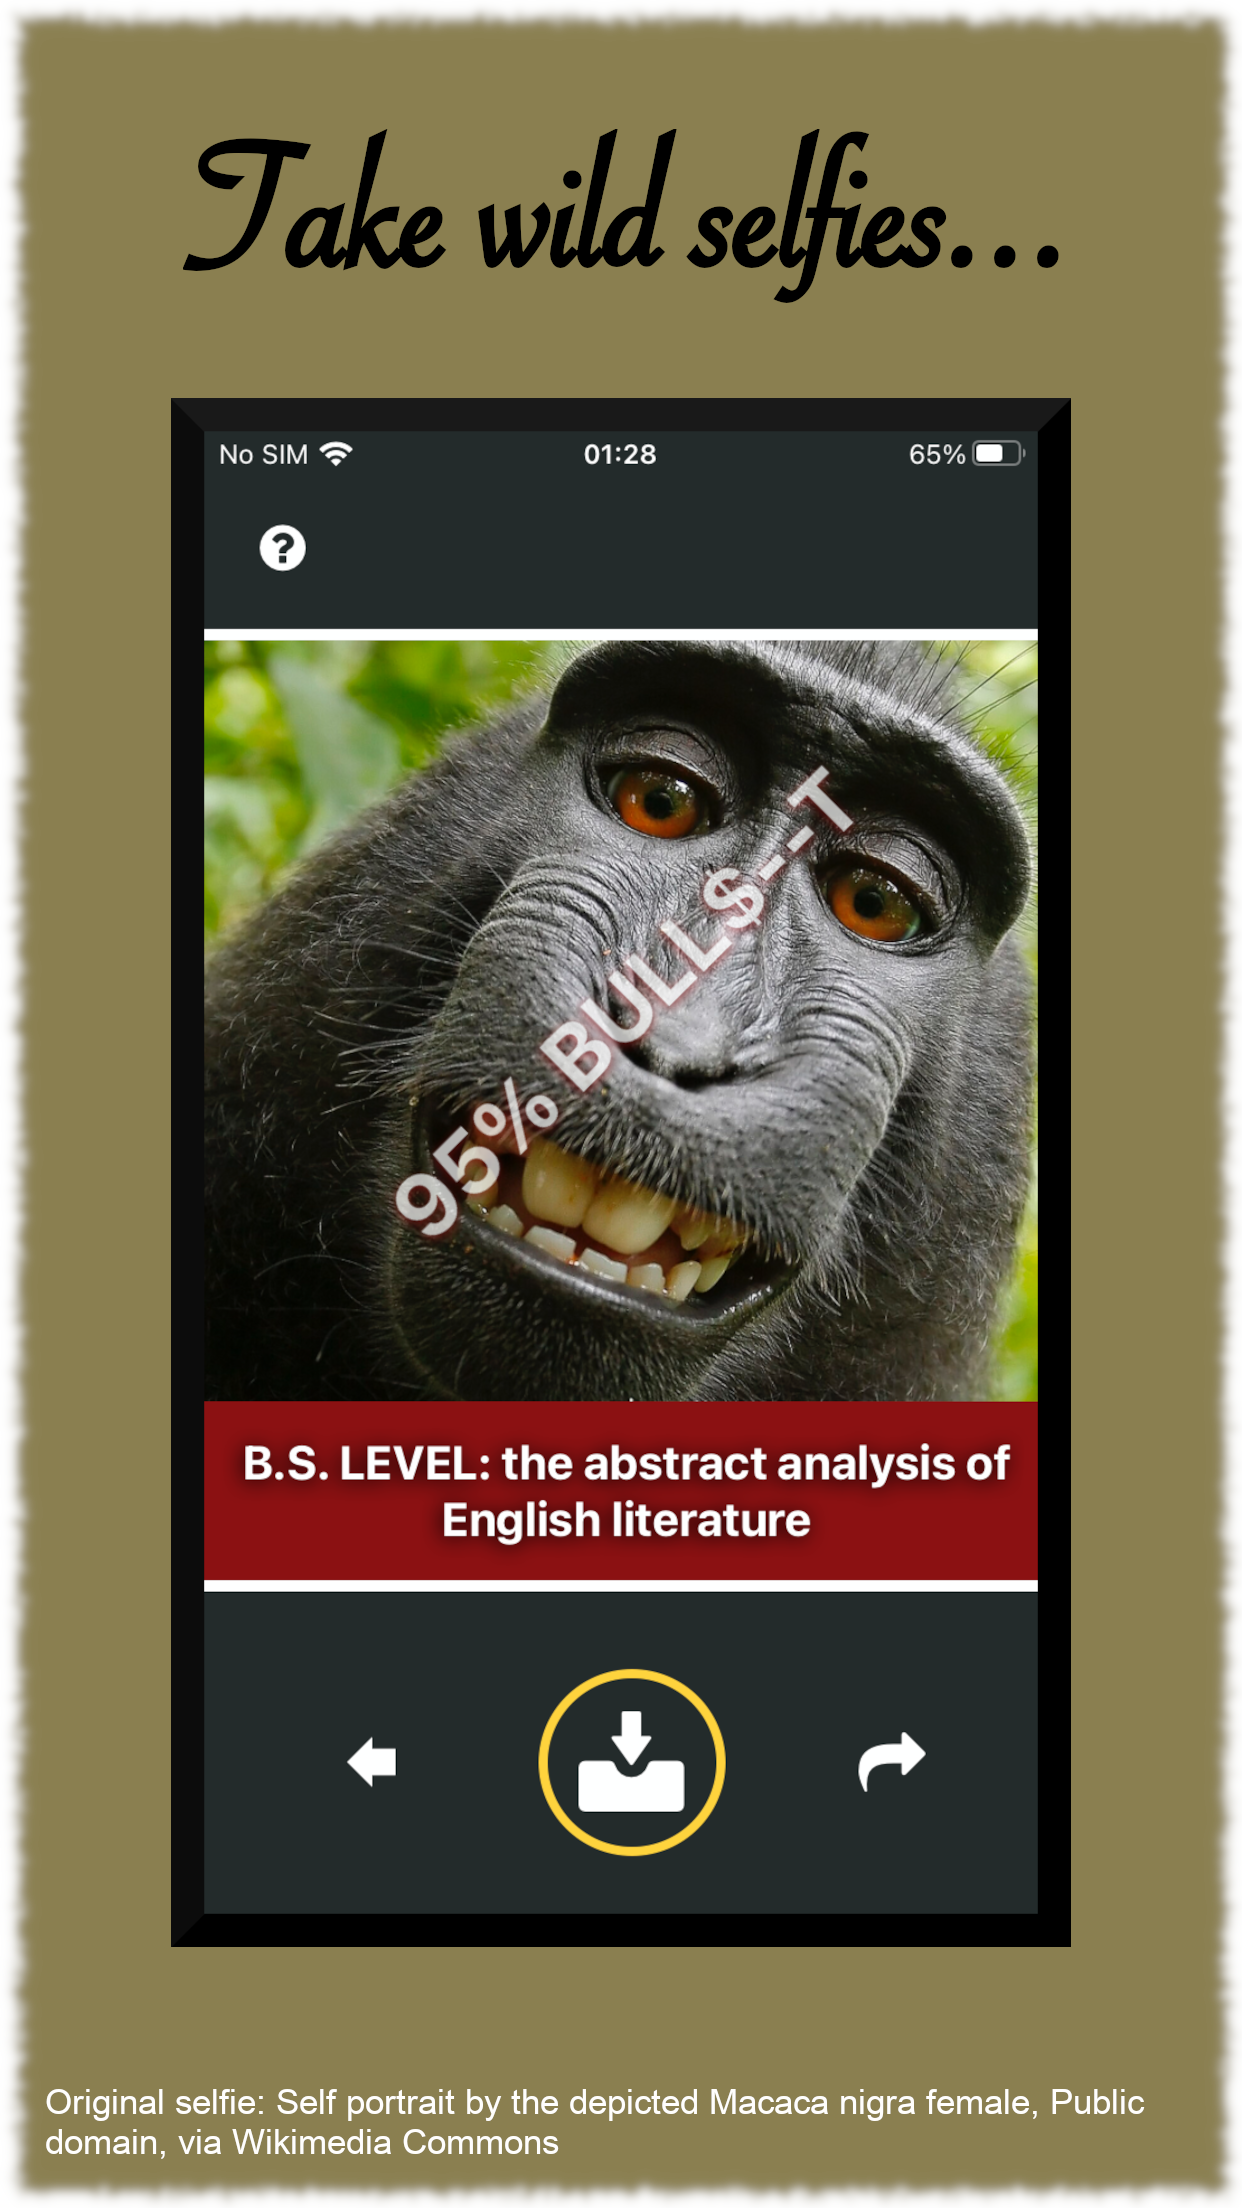 Take wild selfies...
No SIM 01:28 65%
?
95% BULL$--T
B.S. LEVEL: the abstract analysis of
English literature
Original selfie: Self portrait by the depicted Macaca nigra female, Public
domain, via Wikimedia Commons